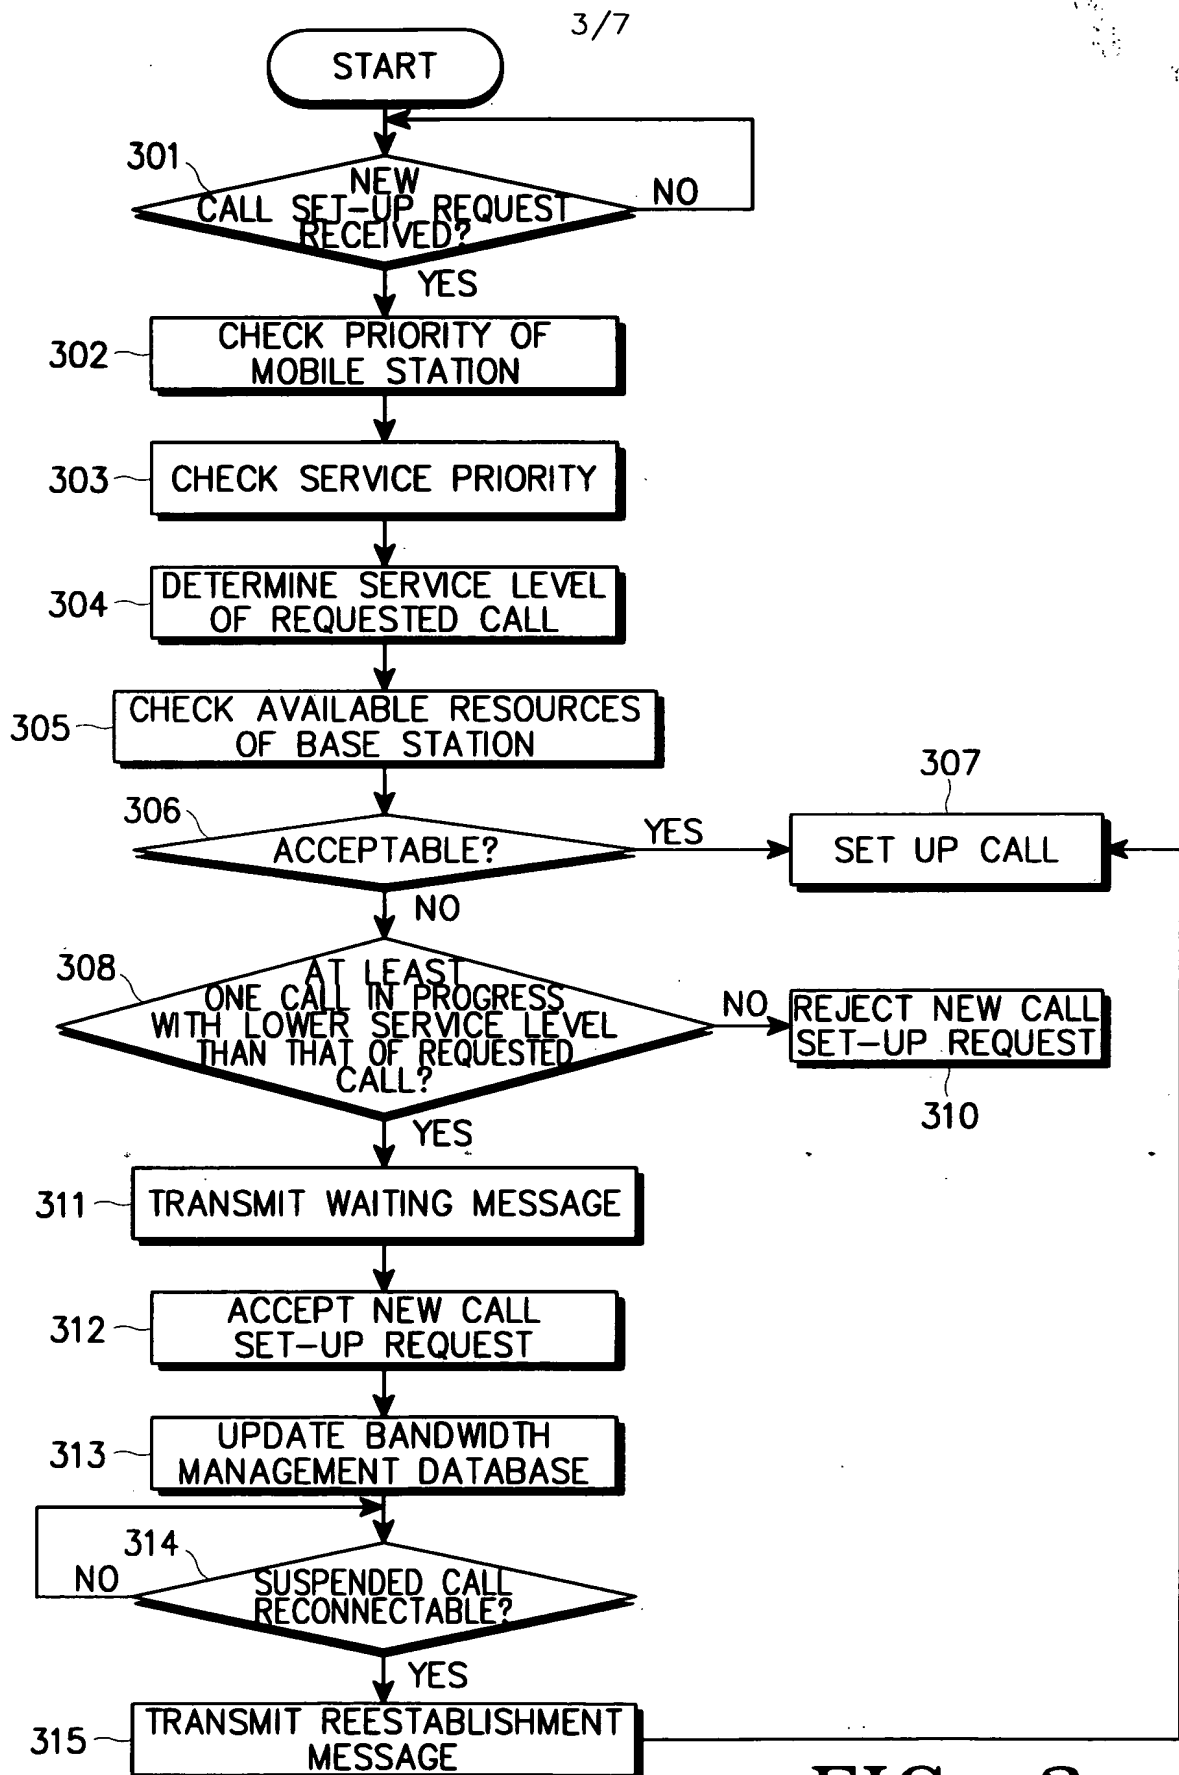 3/7
START
301
NEW
CALL SET-UP REQUEST
RECEIVED?
NO
YES
302
CHECK PRIORITY OF
MOBILE STATION
303
CHECK SERVICE PRIORITY
304
DETERMINE SERVICE LEVEL
OF REQUESTED CALL
305
CHECK AVAILABLE RESOURCES
OF BASE STATION
306
ACCEPTABLE?
YES
307
SET UP CALL
NO
308
AT LEAST
ONE CALL IN PROGRESS
WITH LOWER SERVICE LEVEL
THAN THAT OF REQUESTED
CALL?
NO
REJECT NEW CALL
SET-UP REQUEST
310
YES
311
TRANSMIT WAITING MESSAGE
312
ACCEPT NEW CALL
SET-UP REQUEST
313
UPDATE BANDWIDTH
MANAGEMENT DATABASE
314
NO
SUSPENDED CALL
RECONNECTABLE?
YES
315
TRANSMIT REESTABLISHMENT
MESSAGE